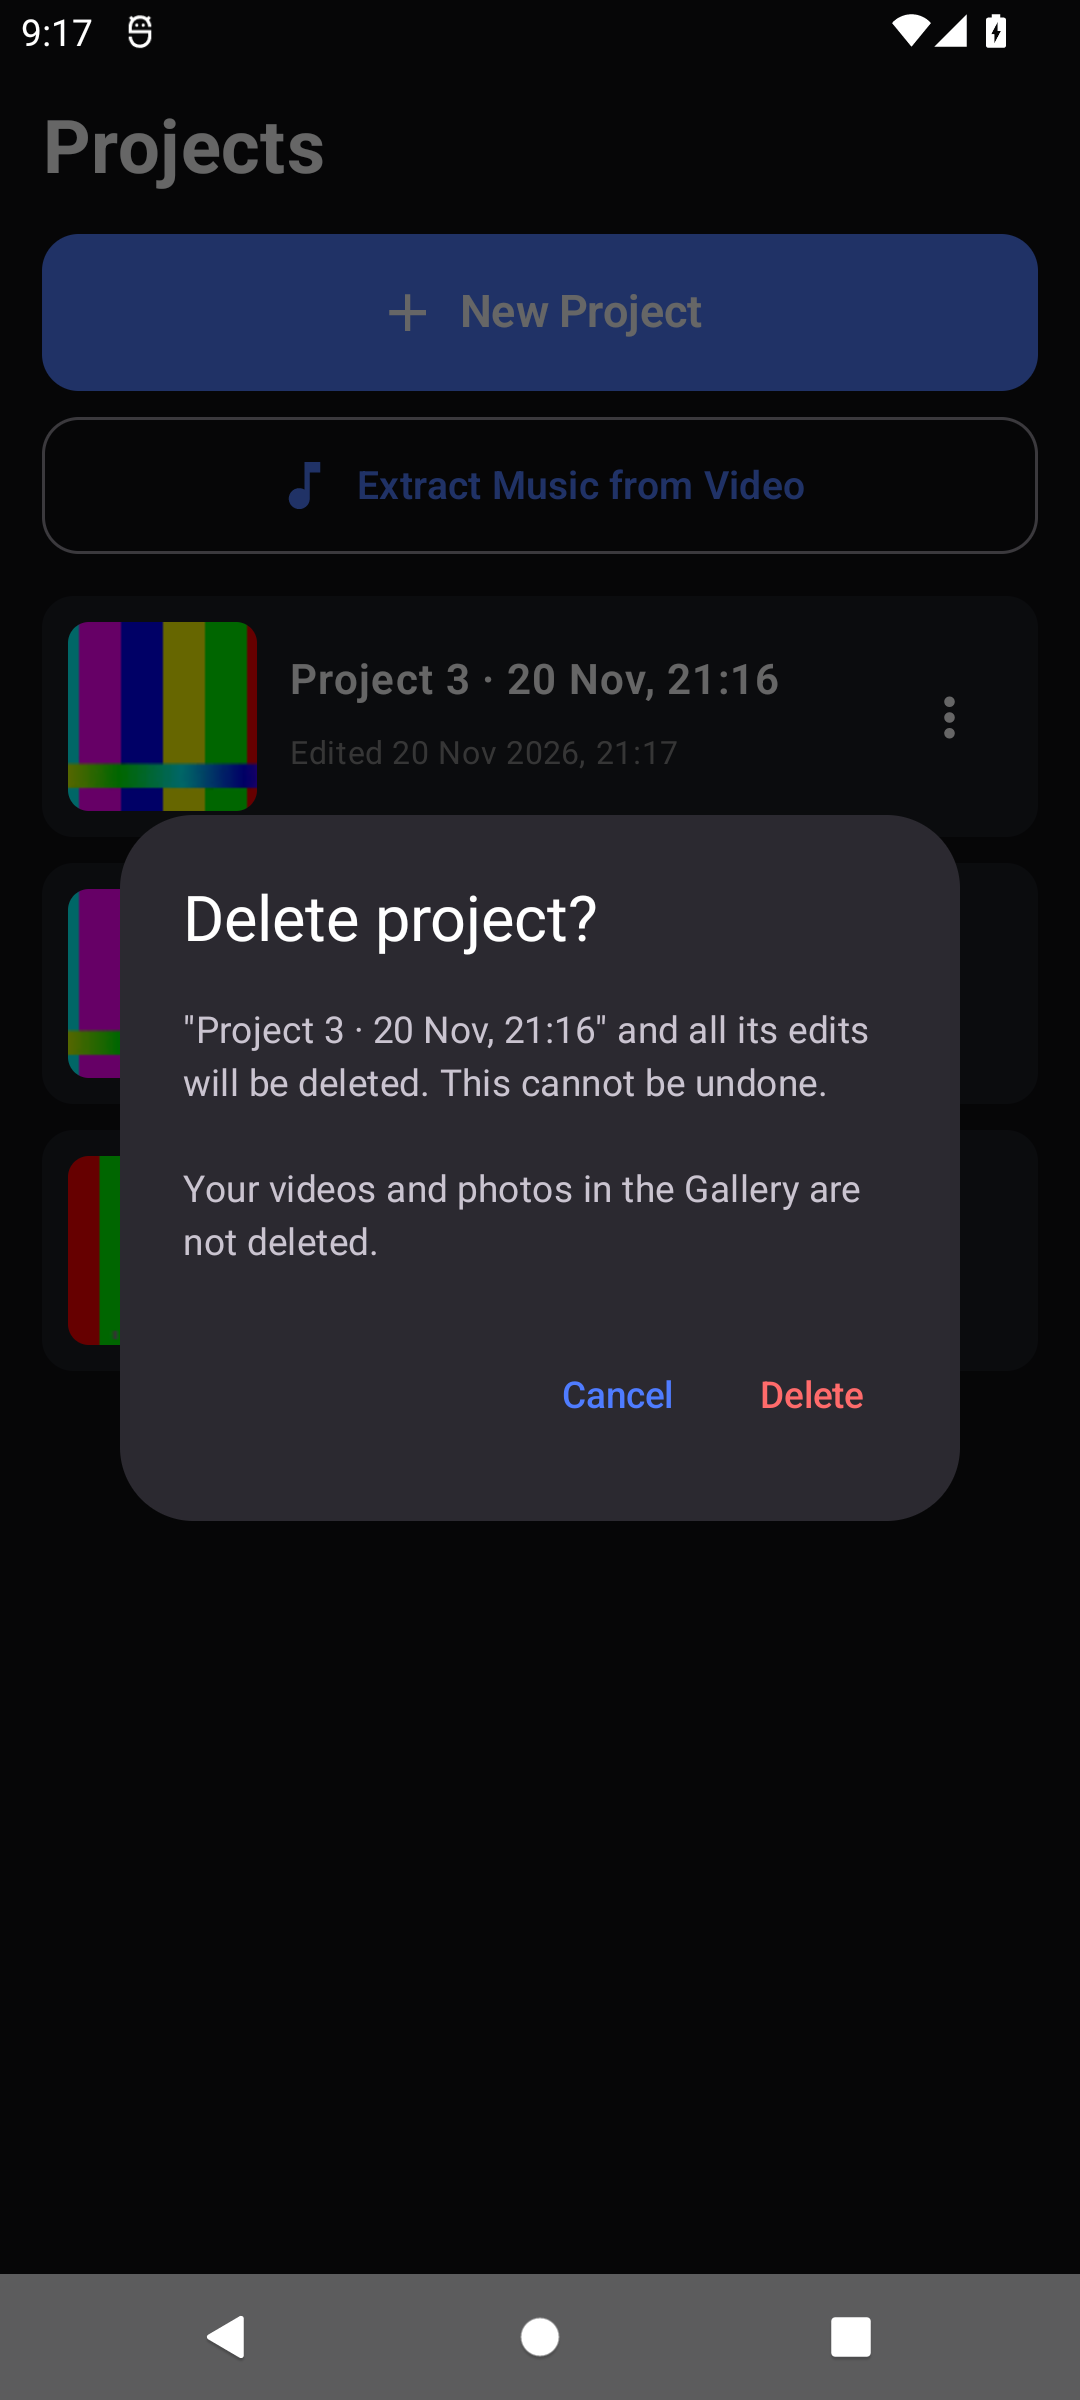 9:17
Projects
New Project
Extract Music from Video
Project 3 · 20 Nov, 21:16
Edited 20 Nov 2026, 21:17
Delete project?
"Project 3 · 20 Nov, 21:16" and all its edits
will be deleted. This cannot be undone.
Your videos and photos in the Gallery are
not deleted.
Cancel
Delete